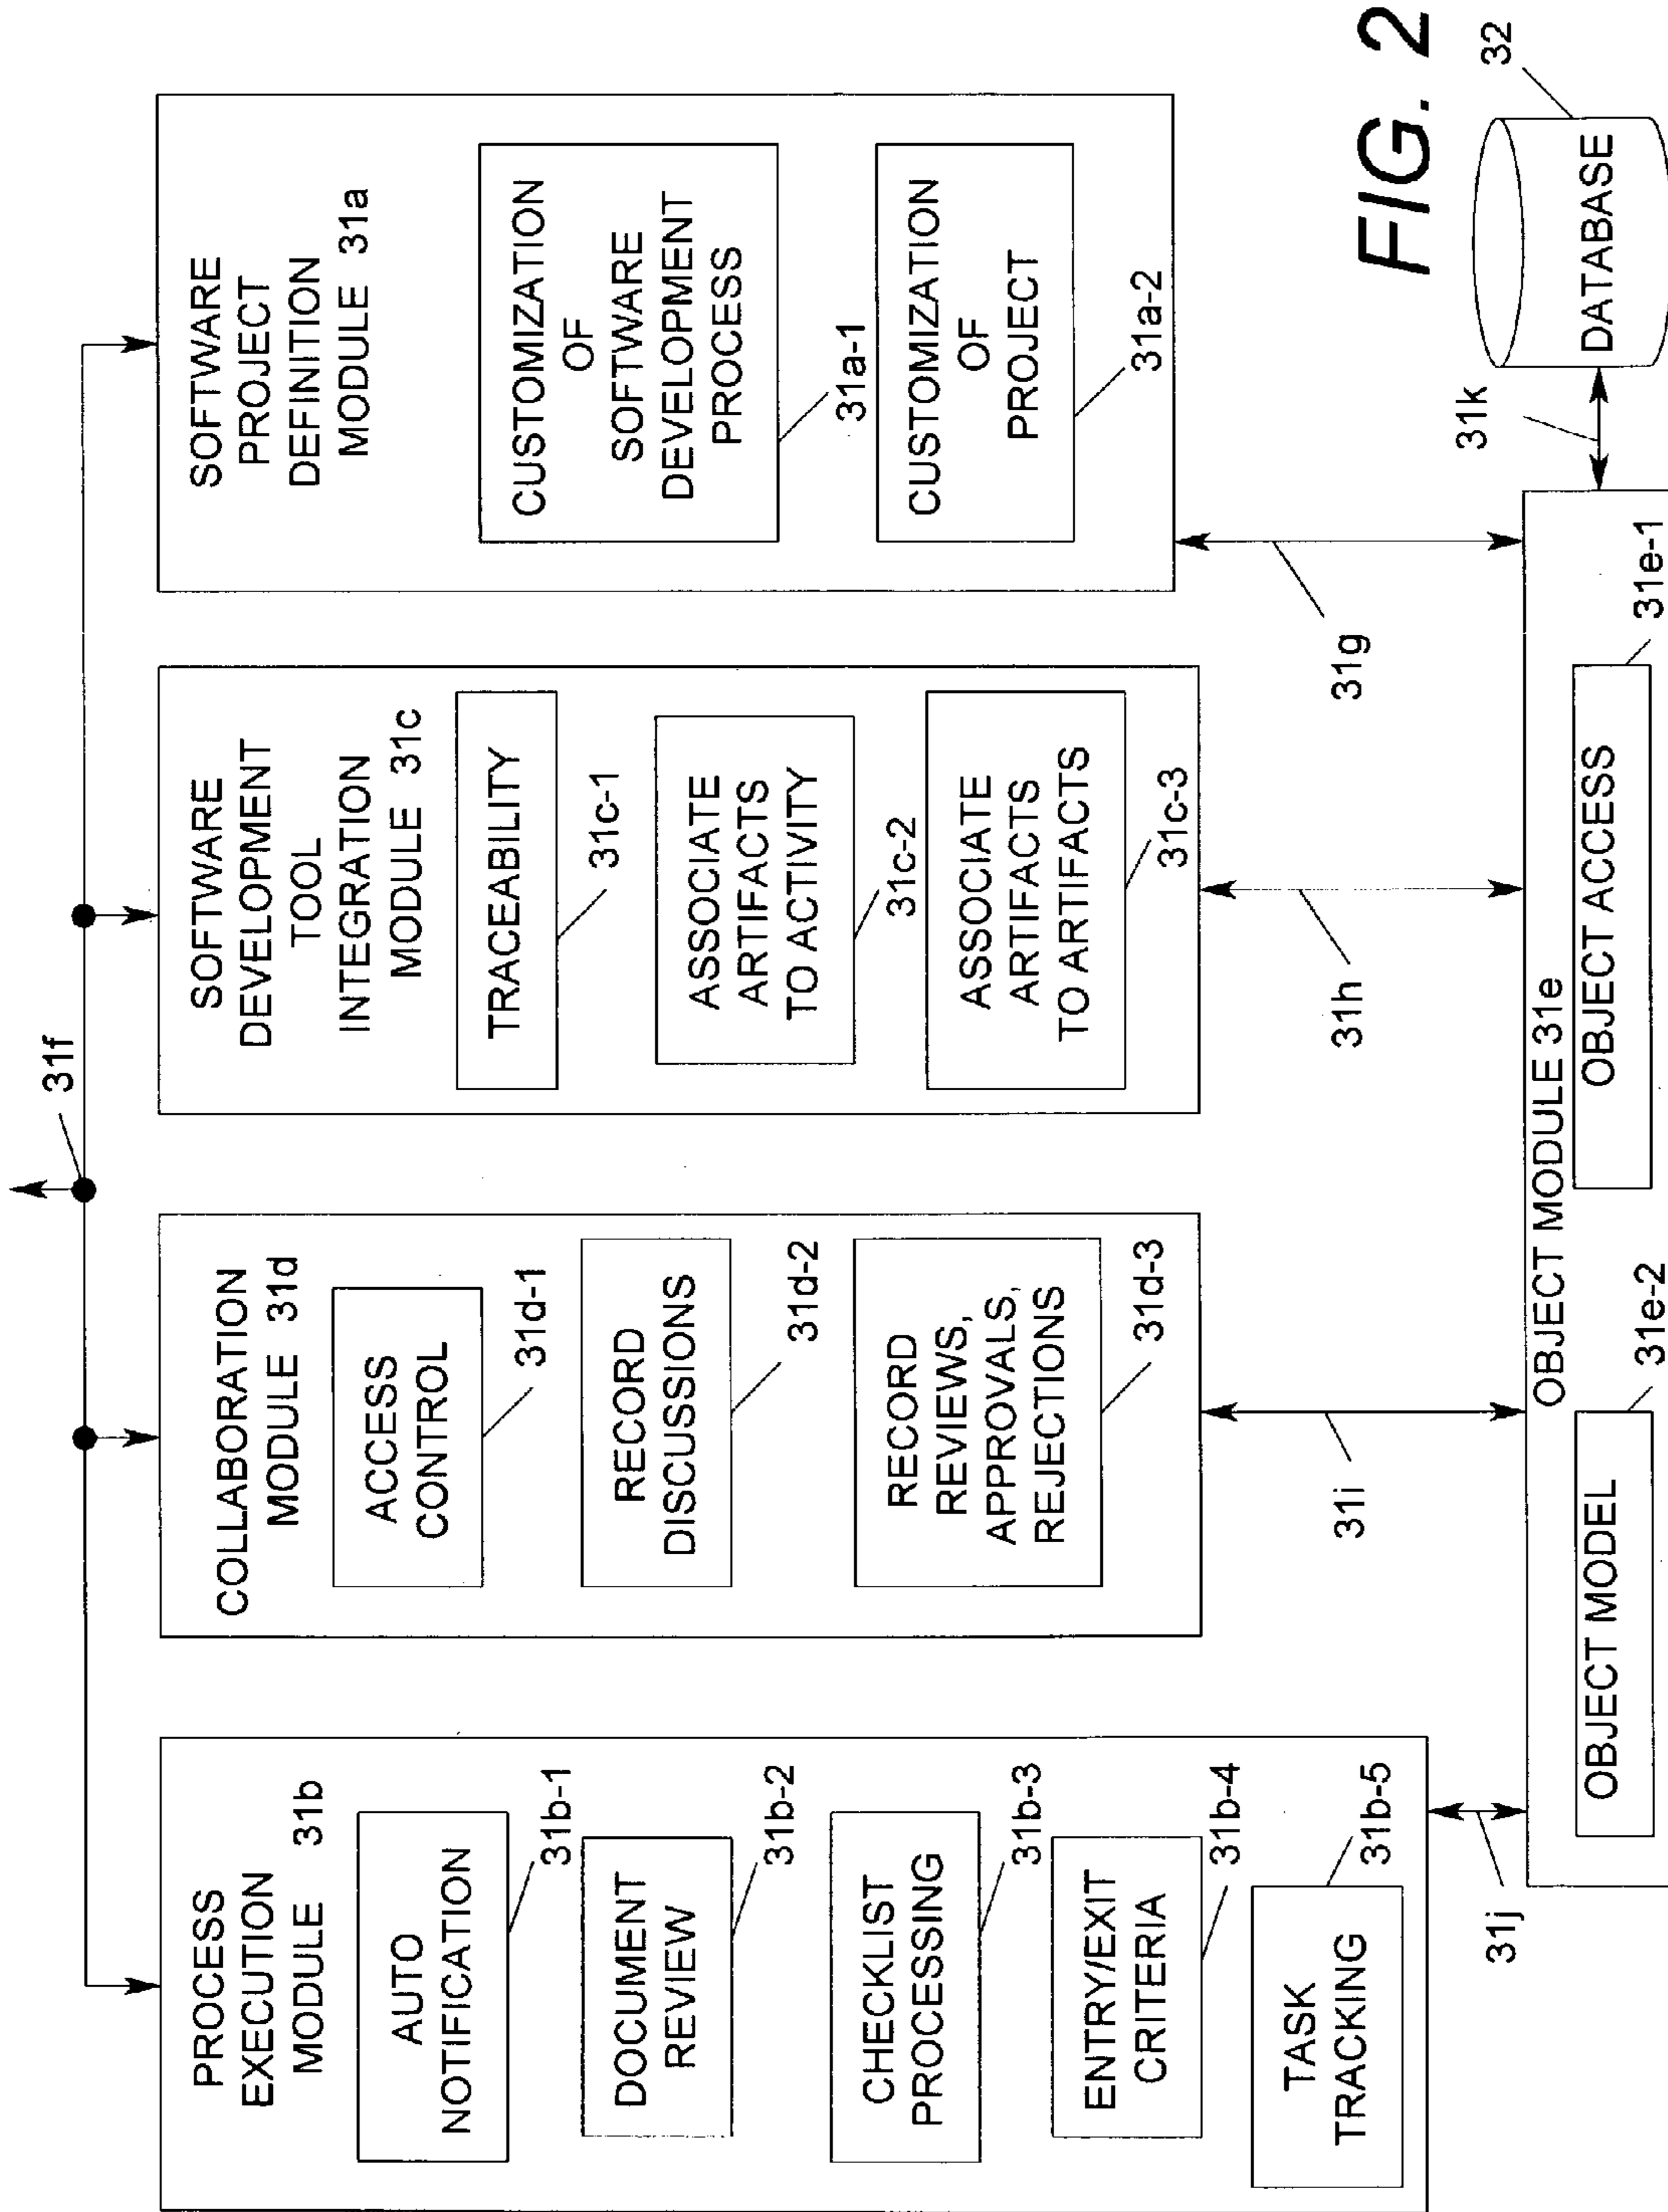 31f
PROCESS
EXECUTION
MODULE 31b
AUTO
NOTIFICATION
31b-1
DOCUMENT
REVIEW
31b-2
CHECKLIST
PROCESSING
31b-3
ENTRY/EXIT
CRITERIA
31b-4
TASK
TRACKING
31b-5
COLLABORATION
MODULE 31d
ACCESS
CONTROL
31d-1
RECORD
DISCUSSIONS
31d-2
RECORD
REVIEWS,
APPROVALS,
REJECTIONS
31d-3
SOFTWARE
DEVELOPMENT
TOOL
INTEGRATION
MODULE 31c
TRACEABILITY
31c-1
ASSOCIATE
ARTIFACTS
TO ACTIVITY
31c-2
ASSOCIATE
ARTIFACTS
TO ARTIFACTS
31c-3
SOFTWARE
PROJECT
DEFINITION
MODULE 31a
CUSTOMIZATION
OF
SOFTWARE
DEVELOPMENT
PROCESS
31a-1
CUSTOMIZATION
OF
PROJECT
31a-2
31j
31i
31h
31g
OBJECT MODULE 31e
OBJECT MODEL
31e-2
OBJECT ACCESS
31e-1
31k
DATABASE
32
FIG. 2